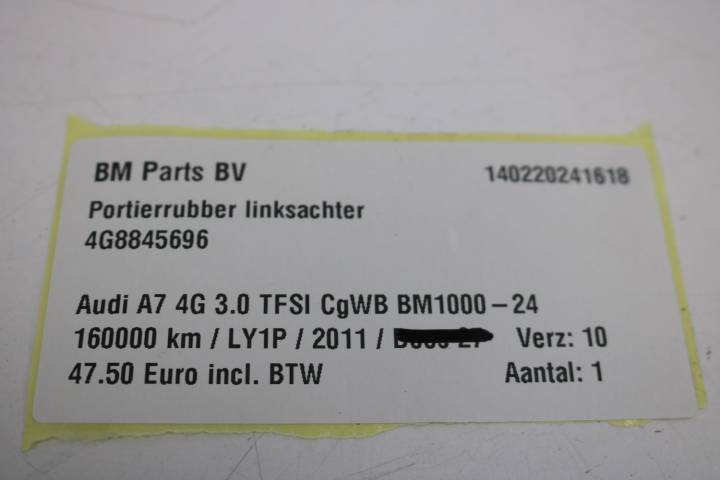 BM Parts BV 140220241618
Portierrubber linksachter
4G8845696
Audi A7 4G 3.0 TFSI CgWB BM1000-24
160000 km / LY1P / 2011 / Verz: 10
47.50 Euro incl. BTW Aantal: 1